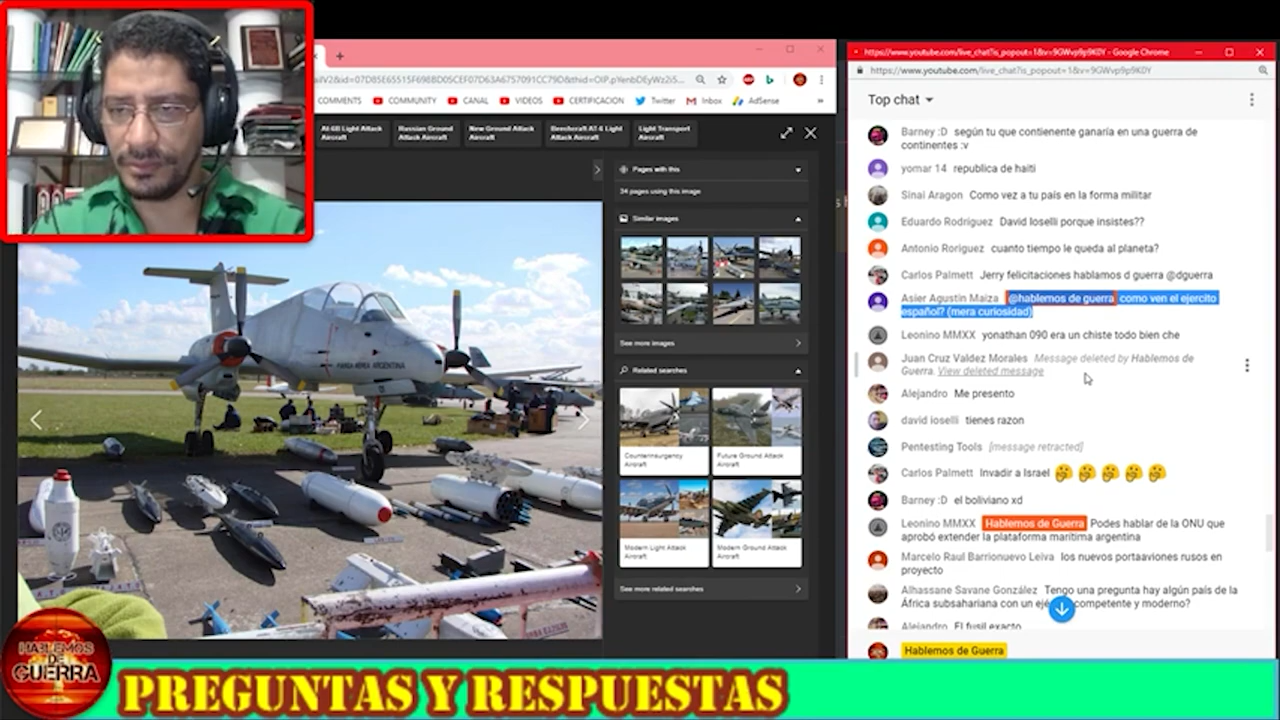 https://www.youtube.com/live_chat?is_popout=1&v=9GWvp9p9K0Y - Google Chrome
https://www.youtube.com/live_chat?is_popout=1&v=9GWvp9p9K0Y
COMMENTS
COMMUNITY
CANAL
VIDEOS
CERTIFICACION
Twitter
Inbox
AdSense
At-6B Light Attack
Aircraft
Russian Ground
Attack Aircraft
New Ground Attack
Aircraft
Beechcraft AT-6 Light
Attack Aircraft
Light Transport
Aircraft
Pages with this
34 pages using this image
Similar images
See more images
Related searches
Counterinsurgency
Aircraft
Future Ground Attack
Aircraft
Modern Light Attack
Aircraft
Modern Ground Attack
Aircraft
See more related searches
FUERZA AEREA ARGENTINA
Top chat
Barney :D según tu que contienente ganaría en una guerra de
continentes :v
yomar 14 republica de haiti
Sinai Aragon Como vez a tu país en la forma militar
Eduardo Rodriguez David Ioselli porque insistes??
Antonio Roriguez cuanto tiempo le queda al planeta?
Carlos Palmett Jerry felicitaciones hablamos d guerra @dguerra
Asier Agustin Maiza @hablemos de guerra como ven el ejercito
español? (mera curiosidad)
Leonino MMXX yonathan 090 era un chiste todo bien che
Juan Cruz Valdez Morales Message deleted by Hablemos de
Guerra. View deleted message
Alejandro Me presento
david ioselli tienes razon
Pentesting Tools [message retracted]
Carlos Palmett Invadir a Israel
Barney :D el boliviano xd
Leonino MMXX Hablemos de Guerra Podes hablar de la ONU que
aprobó extender la plataforma marítima argentina
Marcelo Raul Barrionuevo Leiva los nuevos portaaviones rusos en
proyecto
Alhassane Savane González Tengo una pregunta hay algún país de la
África subsahariana con un competente y moderno?
Alejandro El fusil exacto
Hablemos de Guerra
HABLEMOS
DE
GUERRA
PREGUNTAS Y RESPUESTAS